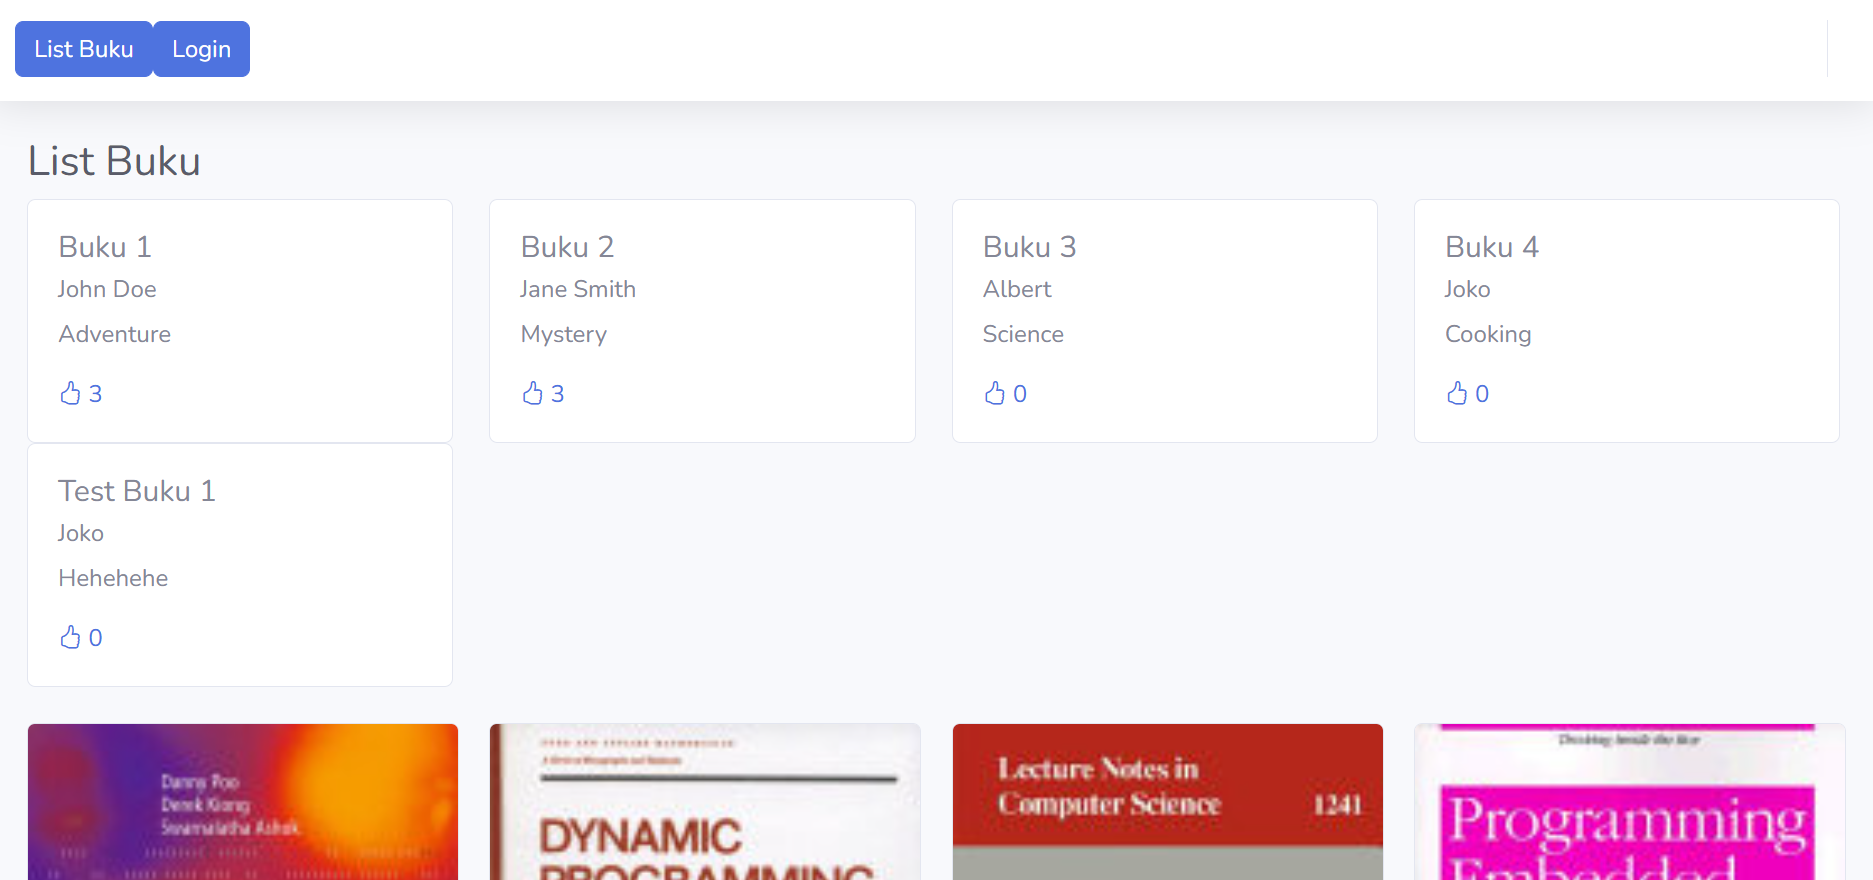 List Buku
Login
List Buku
Buku 1
John Doe
Adventure
3
Buku 2
Jane Smith
Mystery
3
Buku 3
Albert
Science
0
Buku 4
Joko
Cooking
0
Test Buku 1
Joko
Hehehehe
0
Danny Poo
Derek Kiong
Swarnalatha Ashok
DYNAMIC
PROGRAMMING
Lecture Notes in
Computer Science 1241
Thinking inside the Box
Programming
Embedded